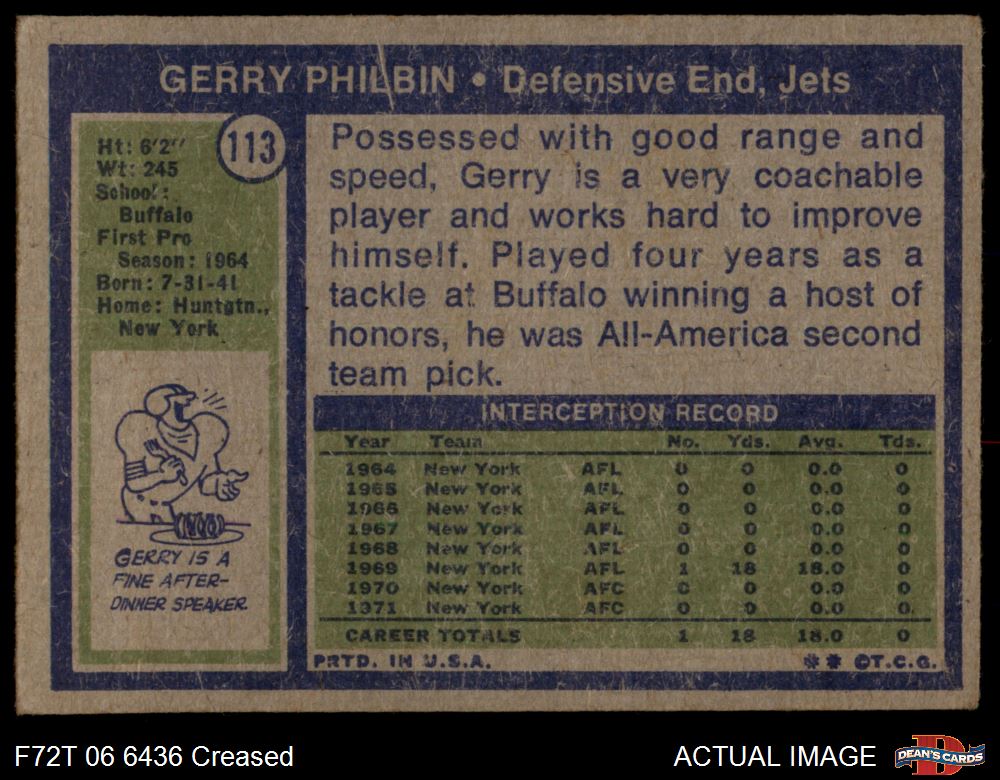 GERRY PHILBIN • Defensive End, Jets
113
Ht: 6'2"
Wt: 245
School:
Buffalo
First Pro
Season: 1964
Born: 7-31-41
Home: Huntgtn.,
New York
GERRY IS A
FINE AFTER-
DINNER SPEAKER.
Possessed with good range and
speed, Gerry is a very coachable
player and works hard to improve
himself. Played four years as a
tackle at Buffalo winning a host of
honors, he was All-America second
team pick.
INTERCEPTION RECORD
Year Team No. Yds. Avg. Tds.
1964 New York AFL 0 0 0.0 0
1965 New York AFL 0 0 0.0 0
1966 New York AFL 0 0 0.0 0
1967 New York AFL 0 0 0.0 0
1968 New York AFL 0 0 0.0 0
1969 New York AFL 1 18 18.0 0
1970 New York AFC 0 0 0.0 0
1971 New York AFC 0 0 0.0 0
CAREER TOTALS 1 18 18.0 0
PRTD. IN U.S.A. ** ©T.C.G.
F72T 06 6436 Creased
ACTUAL IMAGE
DEAN'S CARDS